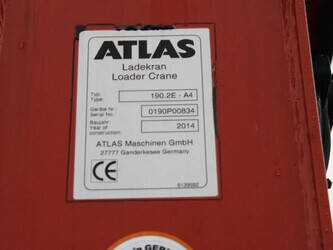 ATLAS
Ladekran
Loader Crane
Typ:
Type: 190.2E - A4
Geräte Nr.:
Serial No.: 0190P00834
Baujahr:
Year of
construction: 2014
ATLAS Maschinen GmbH
27777 Ganderkesee Germany
CE